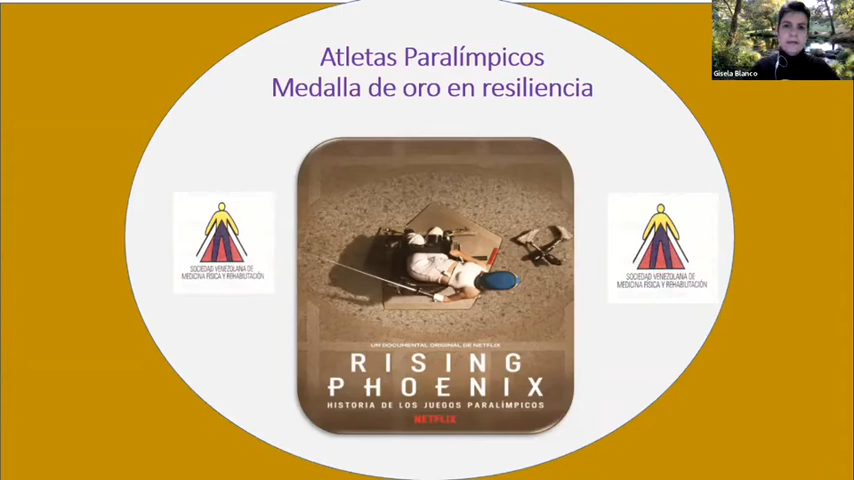 Atletas Paralímpicos
Medalla de oro en resiliencia
Gisela Blanco
SOCIEDAD VENEZOLANA DE
MEDICINA FÍSICA Y REHABILITACIÓN
SOCIEDAD VENEZOLANA DE
MEDICINA FÍSICA Y REHABILITACIÓN
UN DOCUMENTAL ORIGINAL DE NETFLIX
RISING
PHOENIX
HISTORIA DE LOS JUEGOS PARALÍMPICOS
NETFLIX